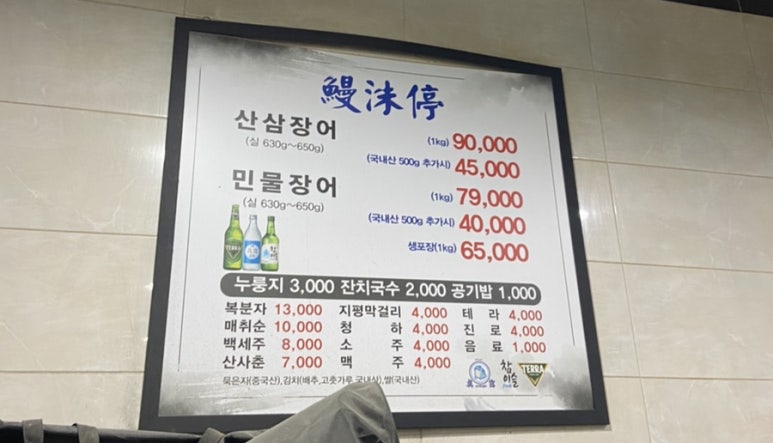 鰻沬停
산삼장어 (1kg) 90,000
(실 630g~650g) (국내산 500g 추가시) 45,000
민물장어 (1kg) 79,000
(실 630g~650g) (국내산 500g 추가시) 40,000
생포장(1kg) 65,000
TERRA
누룽지 3,000 잔치국수 2,000 공기밥 1,000
복분자 13,000 지평막걸리 4,000 테라 4,000
매취순 10,000 청하 4,000 진로 4,000
백세주 8,000 소주 4,000 음료 1,000
산사춘 7,000 맥주 4,000
참이슬 TERRA
묵은지(중국산),김치(배추,고춧가루 국내산),쌀(국내산)